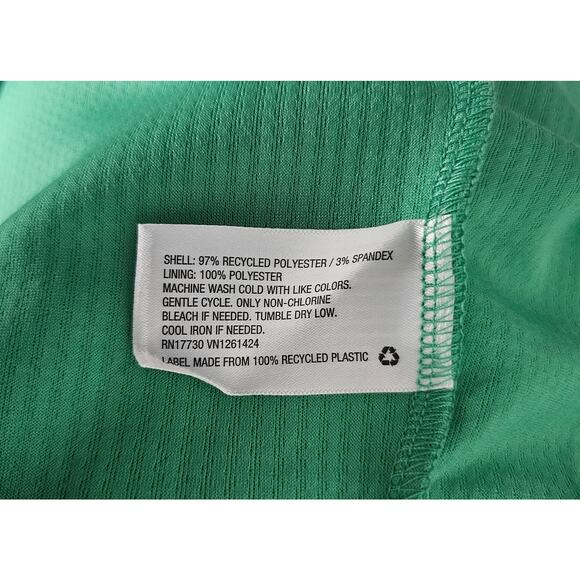 SHELL: 97% RECYCLED POLYESTER / 3% SPANDEX
LINING: 100% POLYESTER
MACHINE WASH COLD WITH LIKE COLORS.
GENTLE CYCLE. ONLY NON-CHLORINE
BLEACH IF NEEDED. TUMBLE DRY LOW.
COOL IRON IF NEEDED.
RN17730 VN1261424
LABEL MADE FROM 100% RECYCLED PLASTIC